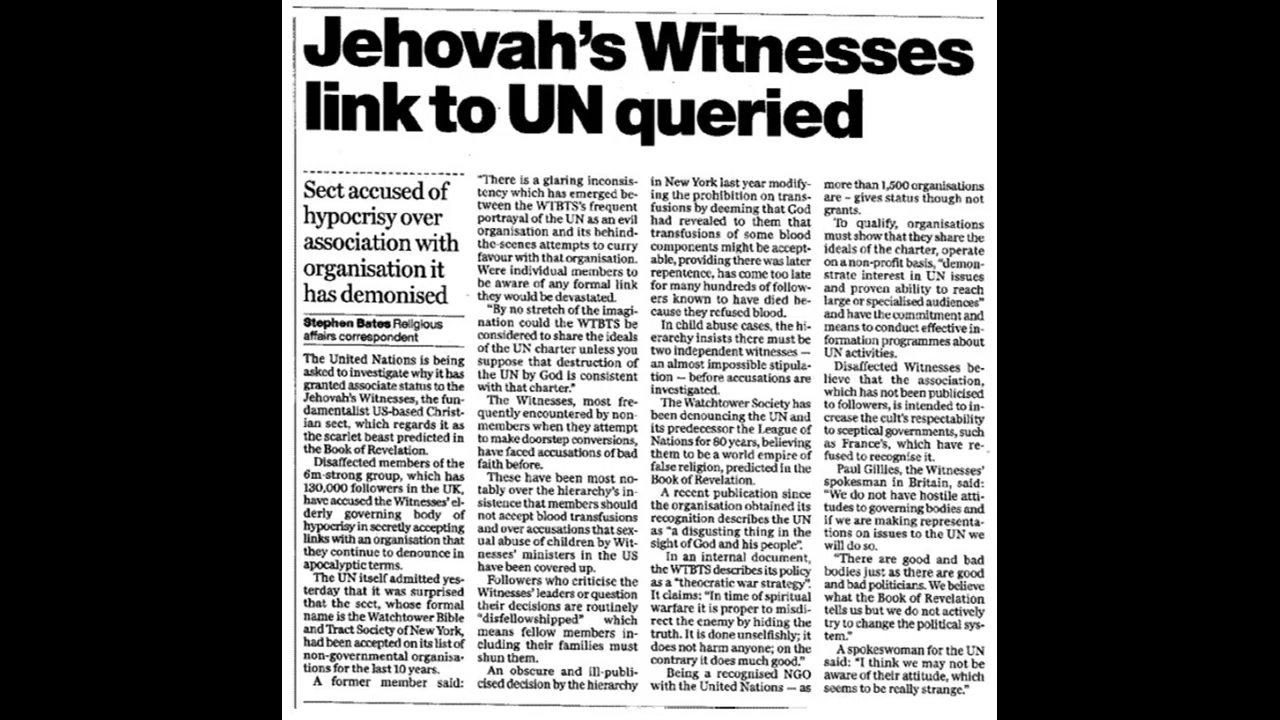 Jehovah's Witnesses
link to UN queried
Sect accused of
hypocrisy over
association with
organisation it
has demonised
Stephen Bates Religious
affairs correspondent
The United Nations is being
asked to investigate why it has
granted associate status to the
Jehovah's Witnesses, the fun-
damentalist US-based Christ-
ian sect, which regards it as
the scarlet beast predicted in
the Book of Revelation.
Disaffected members of the
6m-strong group, which has
130,000 followers in the UK,
have accused the Witnesses' el-
derly governing body of
hypocrisy in secretly accepting
links with an organisation that
they continue to denounce in
apocalyptic terms.
The UN itself admitted yes-
terday that it was surprised
that the sect, whose formal
name is the Watchtower Bible
and Tract Society of New York,
had been accepted on its list of
non-governmental organisa-
tions for the last 10 years.
A former member said:
"There is a glaring inconsis-
tency which has emerged be-
tween the WTBTS's frequent
portrayal of the UN as an evil
organisation and its behind-
the-scenes attempts to curry
favour with that organisation.
Were individual members to
be aware of any formal link
they would be devastated.
"By no stretch of the imagi-
nation could the WTBTS be
considered to share the ideals
of the UN charter unless you
suppose that destruction of
the UN by God is consistent
with that charter."
The Witnesses, most fre-
quently encountered by non-
members when they attempt
to make doorstep conversions,
have faced accusations of bad
faith before.
These have been most no-
tably over the hierarchy's in-
sistence that members should
not accept blood transfusions
and over accusations that sex-
ual abuse of children by Wit-
nesses' ministers in the US
have been covered up.
Followers who criticise the
Witnesses' leaders or question
their decisions are routinely
"disfellowshipped" which
means fellow members in-
cluding their families must
shun them.
An obscure and ill-publi-
cised decision by the hierarchy
in New York last year modify-
ing the prohibition on trans-
fusions by deeming that God
had revealed to them that
transfusions of some blood
components might be accept-
able, providing there was later
repentence, has come too late
for many hundreds of follow-
ers known to have died be-
cause they refused blood.
In child abuse cases, the hi-
erarchy insists there must be
two independent witnesses –
an almost impossible stipula-
tion – before accusations are
investigated.
The Watchtower Society has
been denouncing the UN and
its predecessor the League of
Nations for 80 years, believing
them to be a world empire of
false religion, predicted in the
Book of Revelation.
A recent publication since
the organisation obtained its
recognition describes the UN
as "a disgusting thing in the
sight of God and his people".
In an internal document,
the WTBTS describes its policy
as a "theocratic war strategy".
It claims: "In time of spiritual
warfare it is proper to misdi-
rect the enemy by hiding the
truth. It is done unselfishly; it
does not harm anyone; on the
contrary it does much good."
Being a recognised NGO
with the United Nations – as
more than 1,500 organisations
are – gives status though not
grants.
To qualify, organisations
must show that they share the
ideals of the charter, operate
on a non-profit basis, "demon-
strate interest in UN issues
and proven ability to reach
large or specialised audiences"
and have the commitment and
means to conduct effective in-
formation programmes about
UN activities.
Disaffected Witnesses be-
lieve that the association,
which has not been publicised
to followers, is intended to in-
crease the cult's respectability
to sceptical governments, such
as France's, which have re-
fused to recognise it.
Paul Gillies, the Witnesses'
spokesman in Britain, said:
"We do not have hostile atti-
tudes to governing bodies and
if we are making representa-
tions on issues to the UN we
will do so.
"There are good and bad
bodies just as there are good
and bad politicians. We believe
what the Book of Revelation
tells us but we do not actively
try to change the political sys-
tem."
A spokeswoman for the UN
said: "I think we may not be
aware of their attitude, which
seems to be really strange."